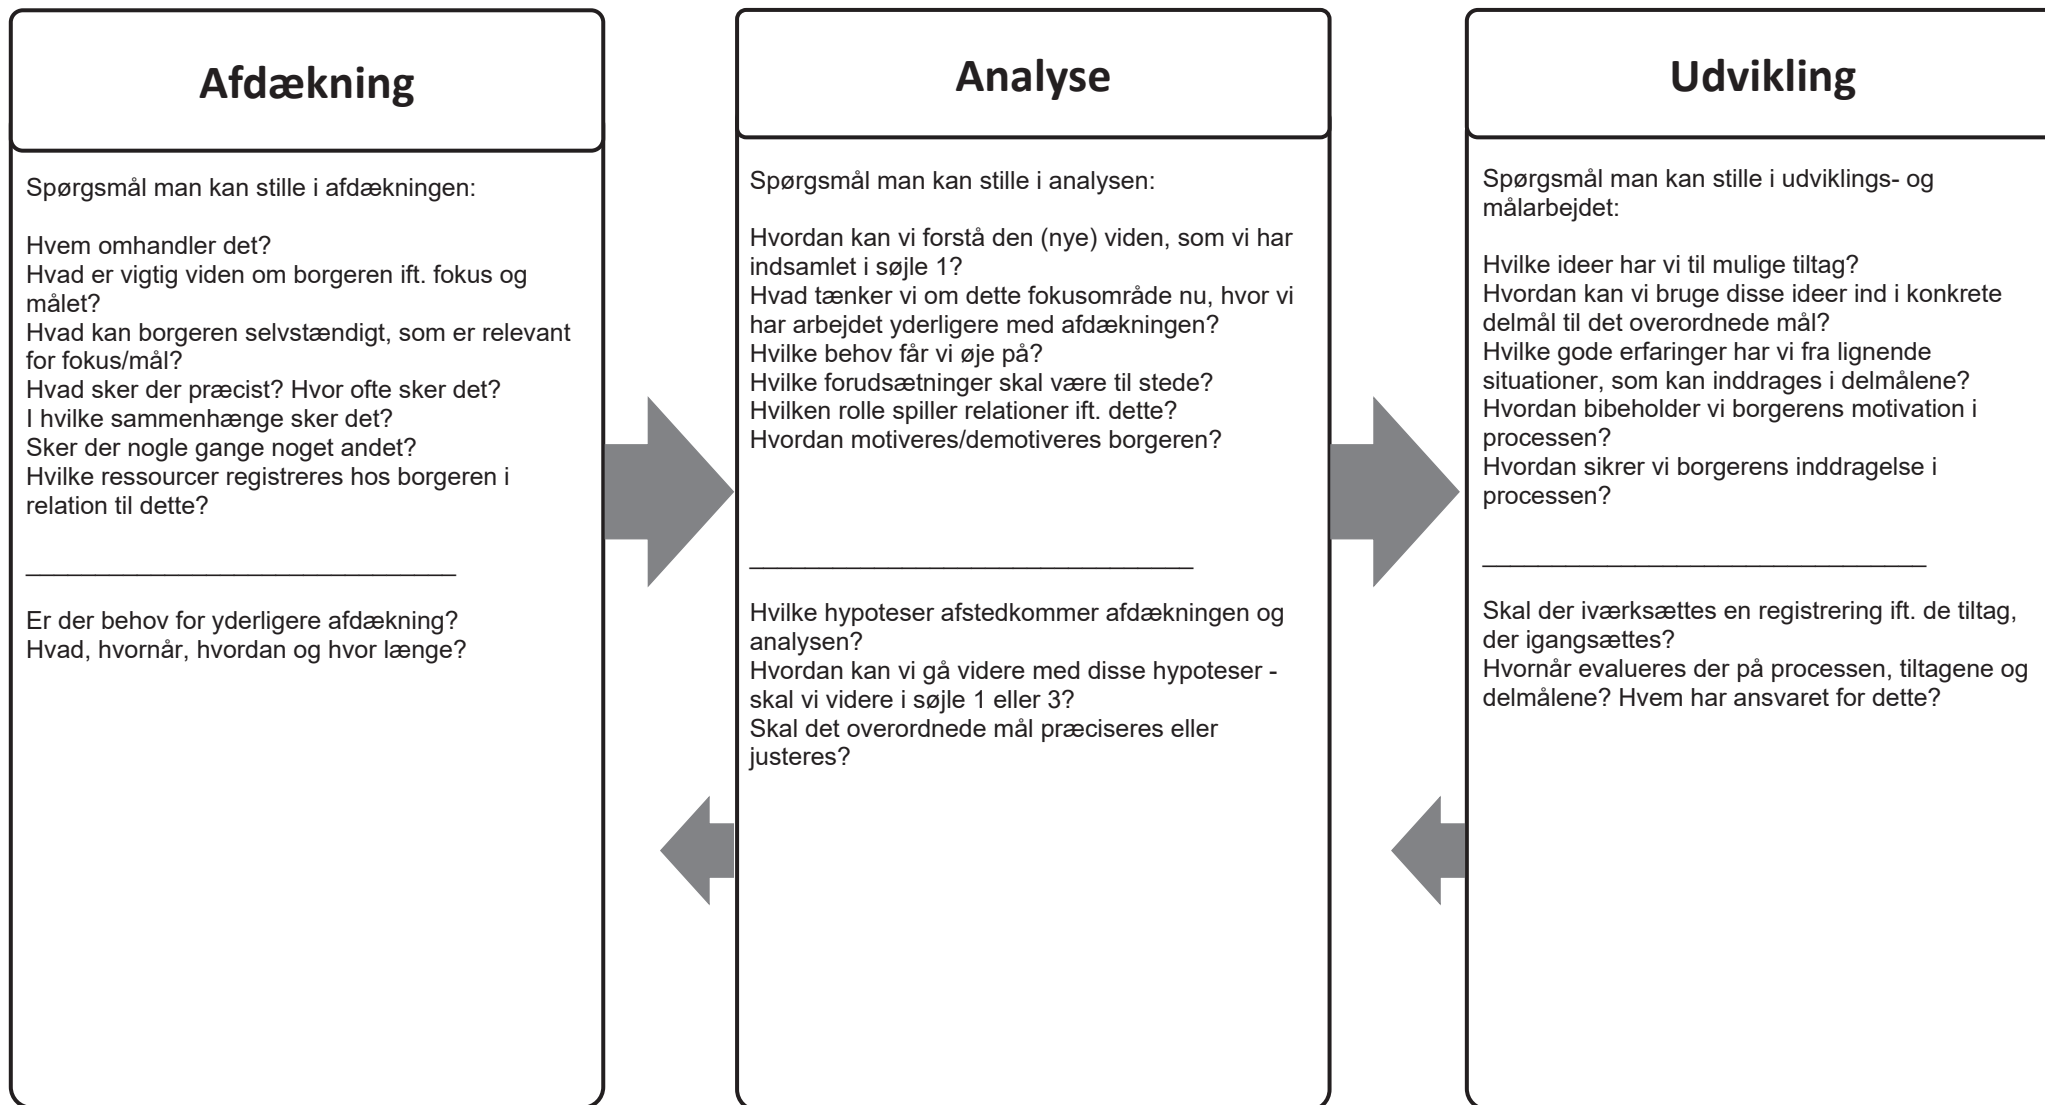 Afdækning
Spørgsmål man kan stille i afdækningen:
Hvem omhandler det?
Hvad er vigtig viden om borgeren ift. fokus og
målet?
Hvad kan borgeren selvstændigt, som er relevant
for fokus/mål?
Hvad sker der præcist? Hvor ofte sker det?
I hvilke sammenhænge sker det?
Sker der nogle gange noget andet?
Hvilke ressourcer registreres hos borgeren i
relation til dette?
Er der behov for yderligere afdækning?
Hvad, hvornår, hvordan og hvor længe?
Analyse
Spørgsmål man kan stille i analysen:
Hvordan kan vi forstå den (nye) viden, som vi har
indsamlet i søjle 1?
Hvad tænker vi om dette fokusområde nu, hvor vi
har arbejdet yderligere med afdækningen?
Hvilke behov får vi øje på?
Hvilke forudsætninger skal være til stede?
Hvilken rolle spiller relationer ift. dette?
Hvordan motiveres/demotiveres borgeren?
Hvilke hypoteser afstedkommer afdækningen og
analysen?
Hvordan kan vi gå videre med disse hypoteser -
skal vi videre i søjle 1 eller 3?
Skal det overordnede mål præciseres eller
justeres?
Udvikling
Spørgsmål man kan stille i udviklings- og
målarbejdet:
Hvilke ideer har vi til mulige tiltag?
Hvordan kan vi bruge disse ideer ind i konkrete
delmål til det overordnede mål?
Hvilke gode erfaringer har vi fra lignende
situationer, som kan inddrages i delmålene?
Hvordan bibeholder vi borgerens motivation i
processen?
Hvordan sikrer vi borgerens inddragelse i
processen?
Skal der iværksættes en registrering ift. de tiltag,
der igangsættes?
Hvornår evalueres der på processen, tiltagene og
delmålene? Hvem har ansvaret for dette?